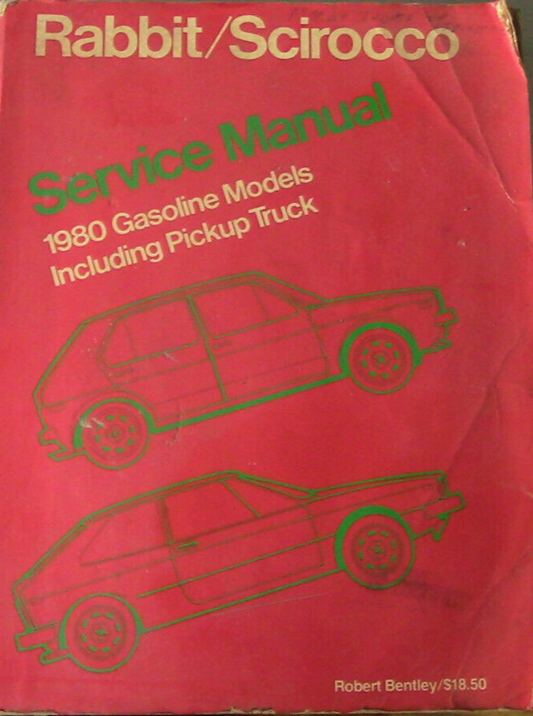 Rabbit/Scirocco
Service Manual
1980 Gasoline Models
Including Pickup Truck
Robert Bentley/$18.50